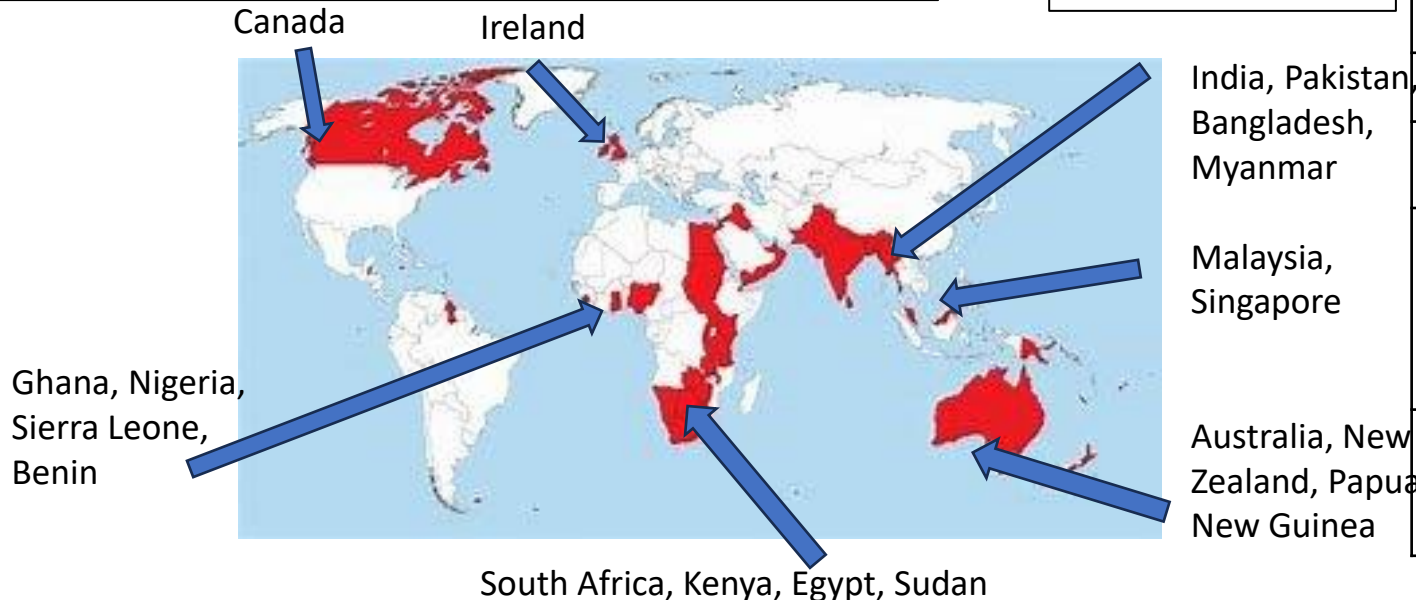 Canada
Ireland
India, Pakistan,
Bangladesh,
Myanmar
Malaysia,
Singapore
Ghana, Nigeria,
Sierra Leone,
Benin
Australia, New
Zealand, Papua
New Guinea
South Africa, Kenya, Egypt, Sudan